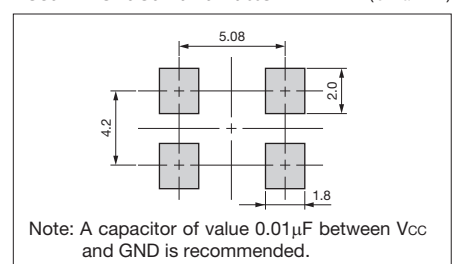 5.08
2.0
4.2
1.8
Note: A capacitor of value 0.01µF between Vcc
and GND is recommended.